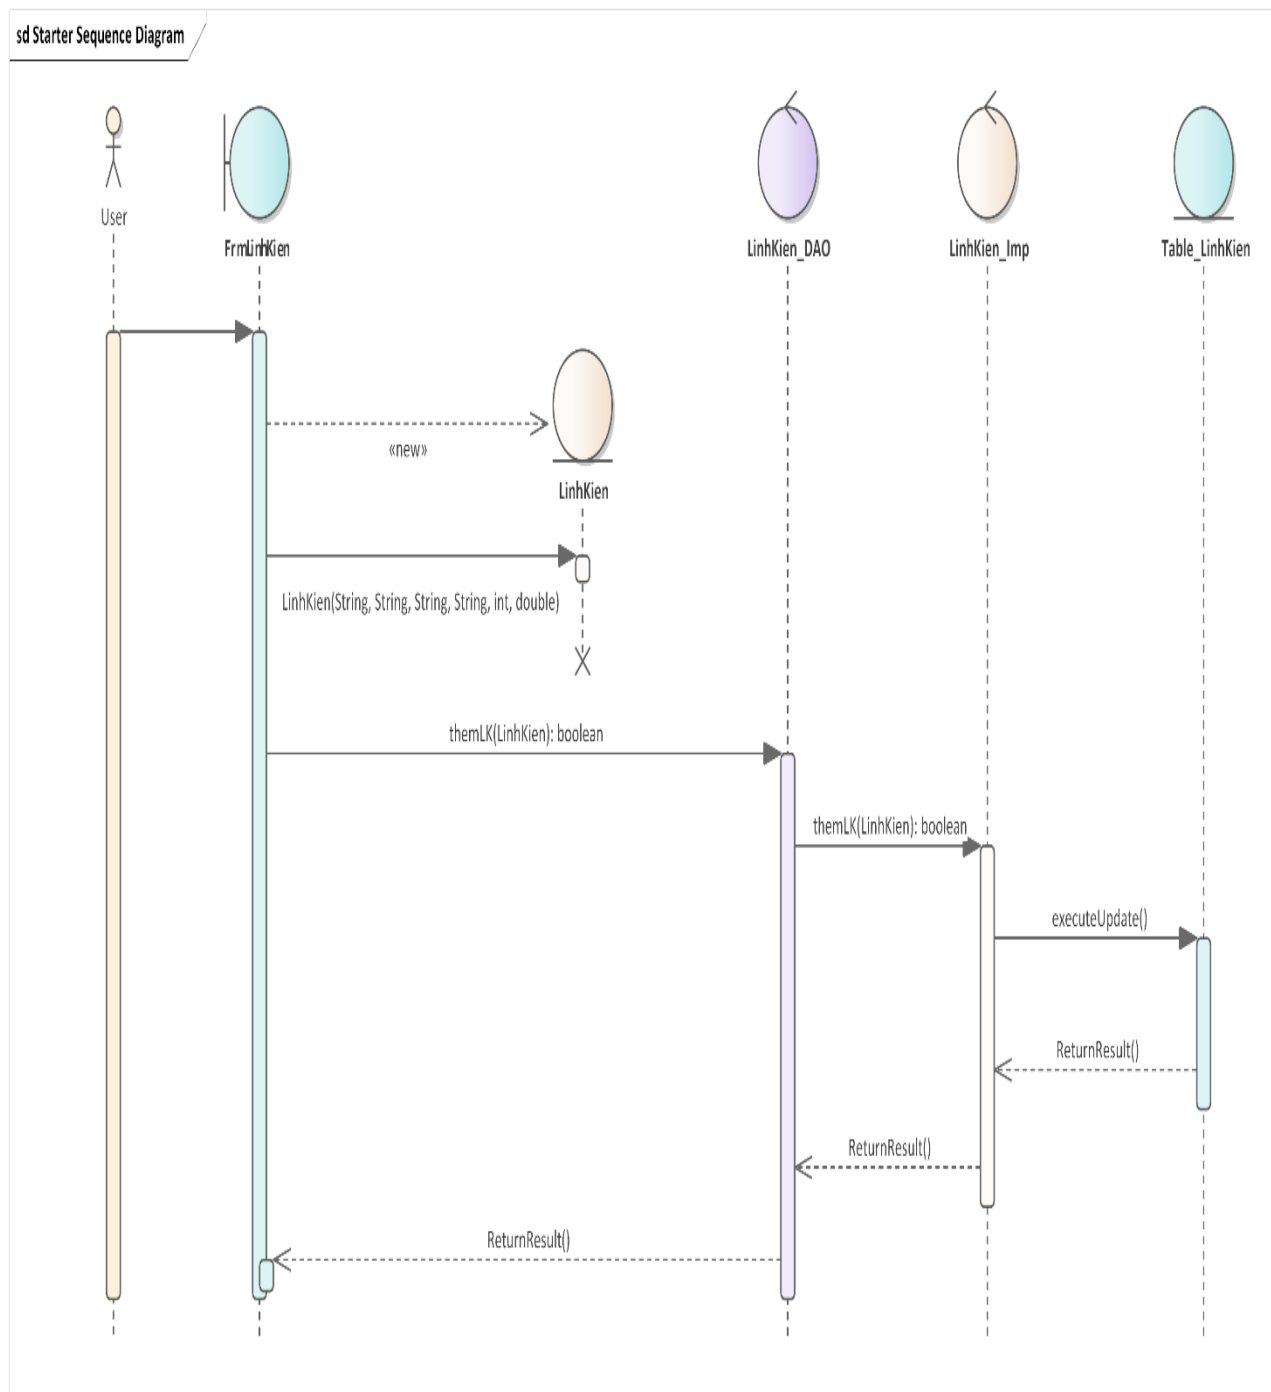 sd Starter Sequence Diagram
User
FrmLinhKien
LinhKien_DAO
LinhKien_Imp
Table_LinhKien
«new»
LinhKien
LinhKien(String, String, String, String, int, double)
themLK(LinhKien): boolean
themLK(LinhKien): boolean
executeUpdate()
ReturnResult()
ReturnResult()
ReturnResult()